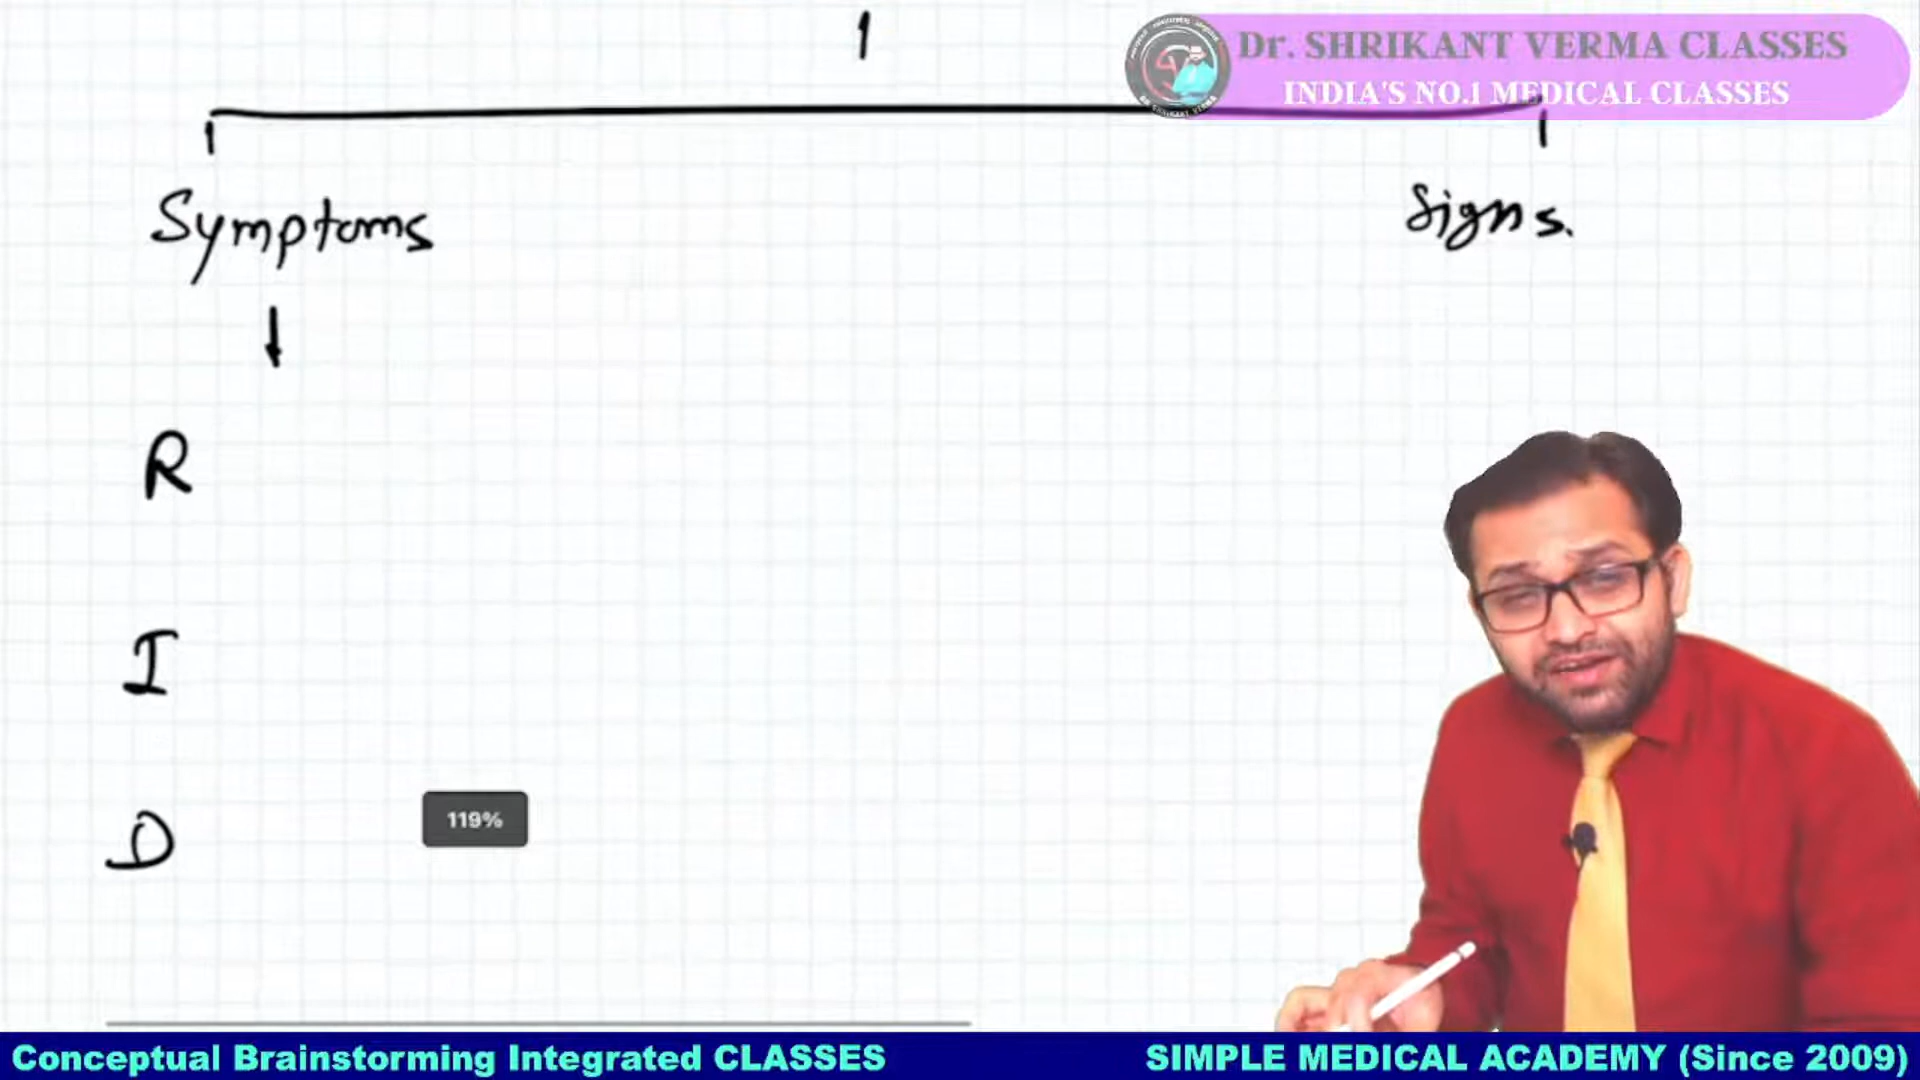 Dr. SHRIKANT VERMA CLASSES
INDIA'S NO.1 MEDICAL CLASSES
Symptoms
Signs.
R
I
D
119%
Conceptual Brainstorming Integrated CLASSES
SIMPLE MEDICAL ACADEMY (Since 2009)